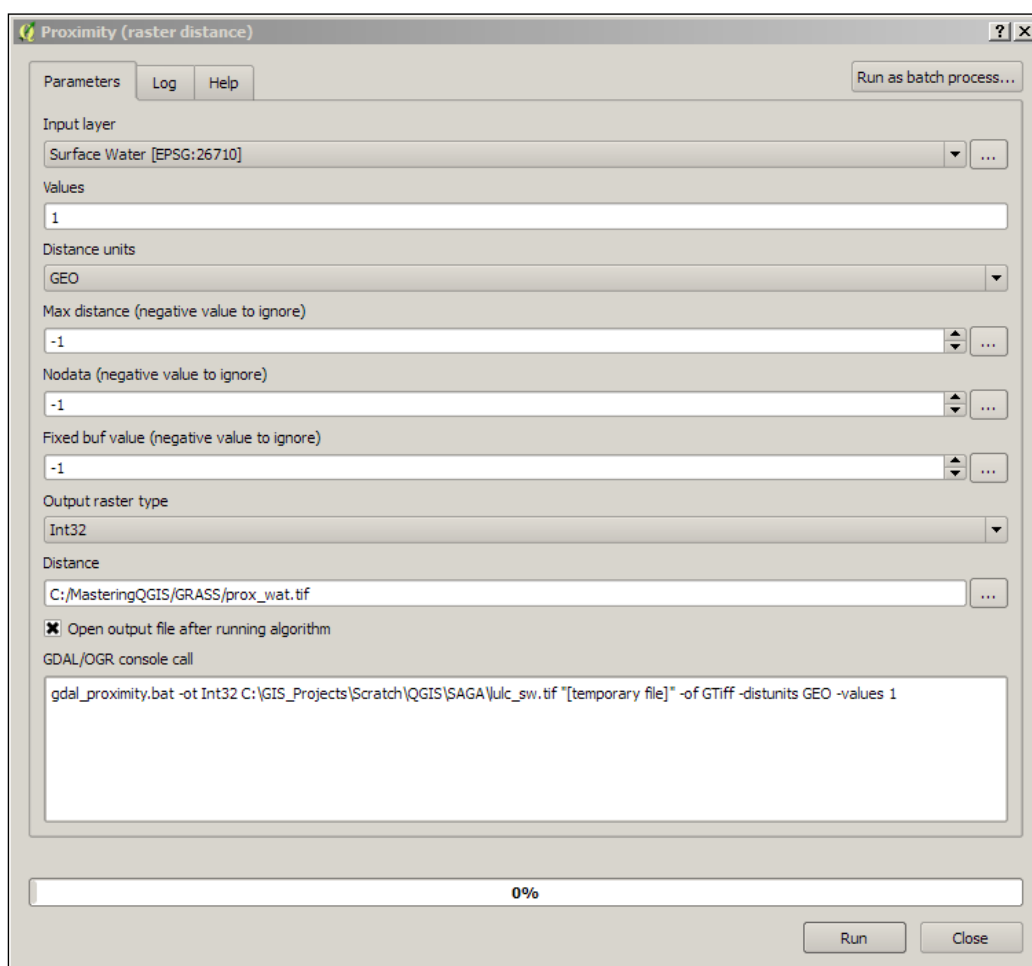 Proximity (raster distance)
Parameters Log Help Run as batch process...
Input layer
Surface Water [EPSG:26710] ...
Values
1
Distance units
GEO
Max distance (negative value to ignore)
-1 ...
Nodata (negative value to ignore)
-1 ...
Fixed buf value (negative value to ignore)
-1 ...
Output raster type
Int32
Distance
C:/MasteringQGIS/GRASS/prox_wat.tif ...
Open output file after running algorithm
GDAL/OGR console call
gdal_proximity.bat -ot Int32 C:\GIS_Projects\Scratch\QGIS\SAGA\lulc_sw.tif "[temporary file]" -of GTiff -distunits GEO -values 1
0%
Run Close